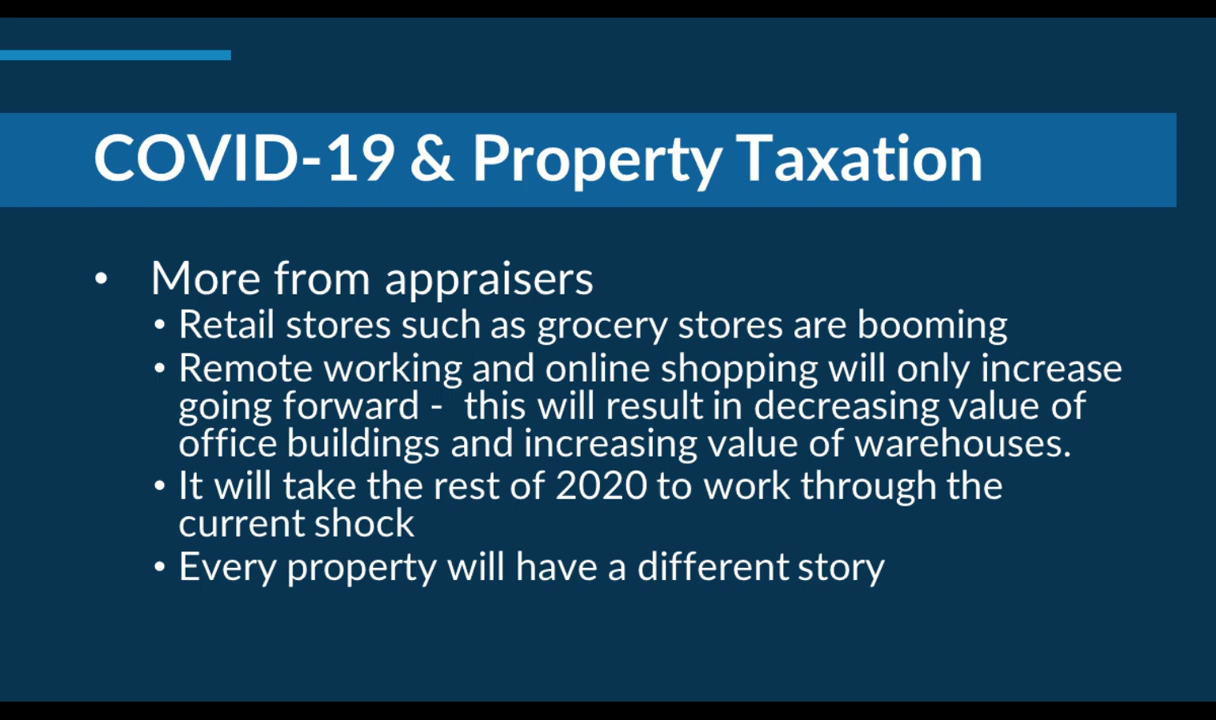 COVID-19 & Property Taxation
• More from appraisers
• Retail stores such as grocery stores are booming
• Remote working and online shopping will only increase
going forward -  this will result in decreasing value of
office buildings and increasing value of warehouses.
• It will take the rest of 2020 to work through the
current shock
• Every property will have a different story